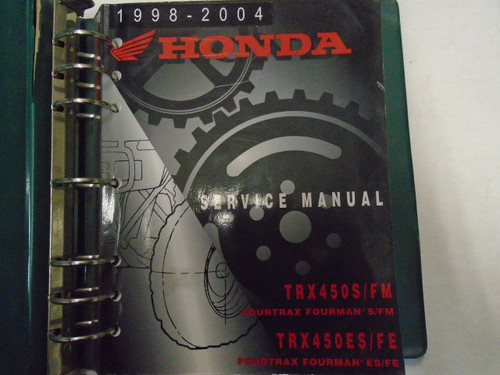 1998-2004
HONDA
SERVICE MANUAL
TRX450S/FM
FOURTRAX FOURMAN® S/FM
TRX450ES/FE
FOURTRAX FOURMAN® ES/FE